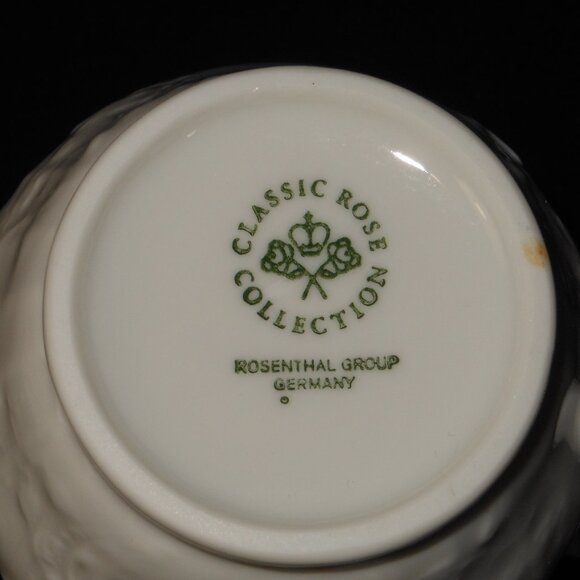 CLASSIC ROSE
COLLECTION
ROSENTHAL GROUP
GERMANY